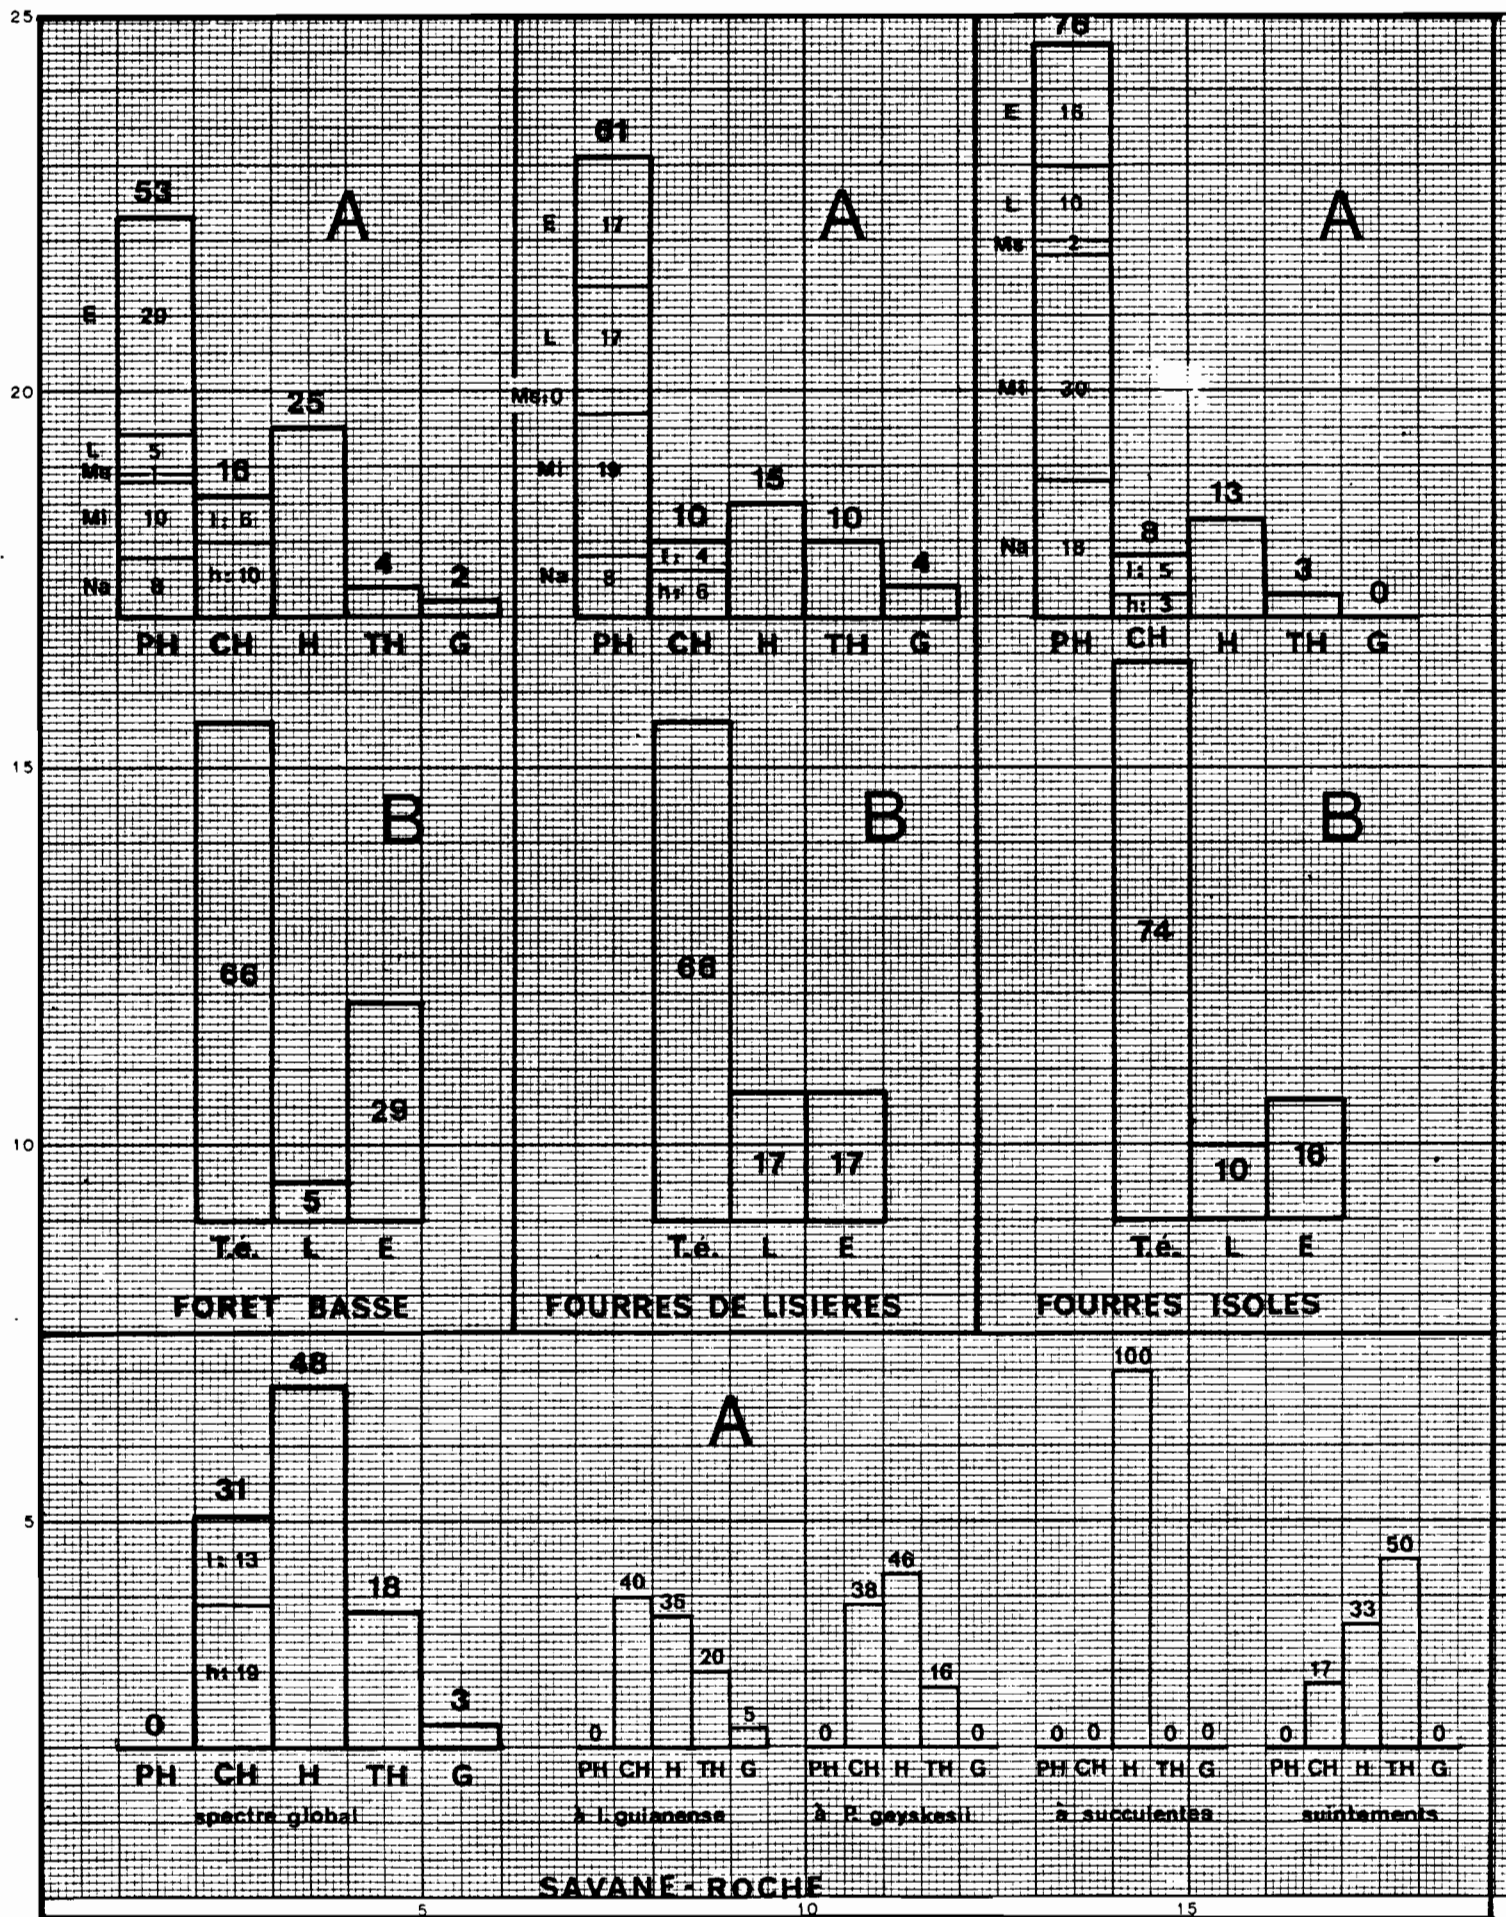 25
76
E 16
61
L 10
53 A
E 17 A Ms 2 A
E 29
L 17
20 Mi 30
25 Ms:0
L 5
Ms 1 16 Mi 19 15 13
Mi 10 l: 6 10 10 Na 18 8
h: 10 4 l: 4 4 l: 5 3
Na 8 2 Na 8 h: 6 h: 3 0
PH CH H TH G PH CH H TH G PH CH H TH G
15
B B B
74
66 66
29
10
17 17 10 16
5
T.é. L E T.é. L E T.é. L E
FORET BASSE FOURRES DE LISIERES FOURRES ISOLES
48 100
A
31
5
l: 13 50
46
18 40 38
35 33
h: 19 20 16 17
3 5
0 0 0 0 0 0 0 0 0 0 0
PH CH H TH G PH CH H TH G PH CH H TH G PH CH H TH G PH CH H TH G
spectre global à I. guianense à P. geyskesii à succulentes suintements
SAVANE-ROCHE
5 10 15